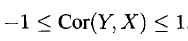 −1 ≤ Cor(Y, X) ≤ 1.